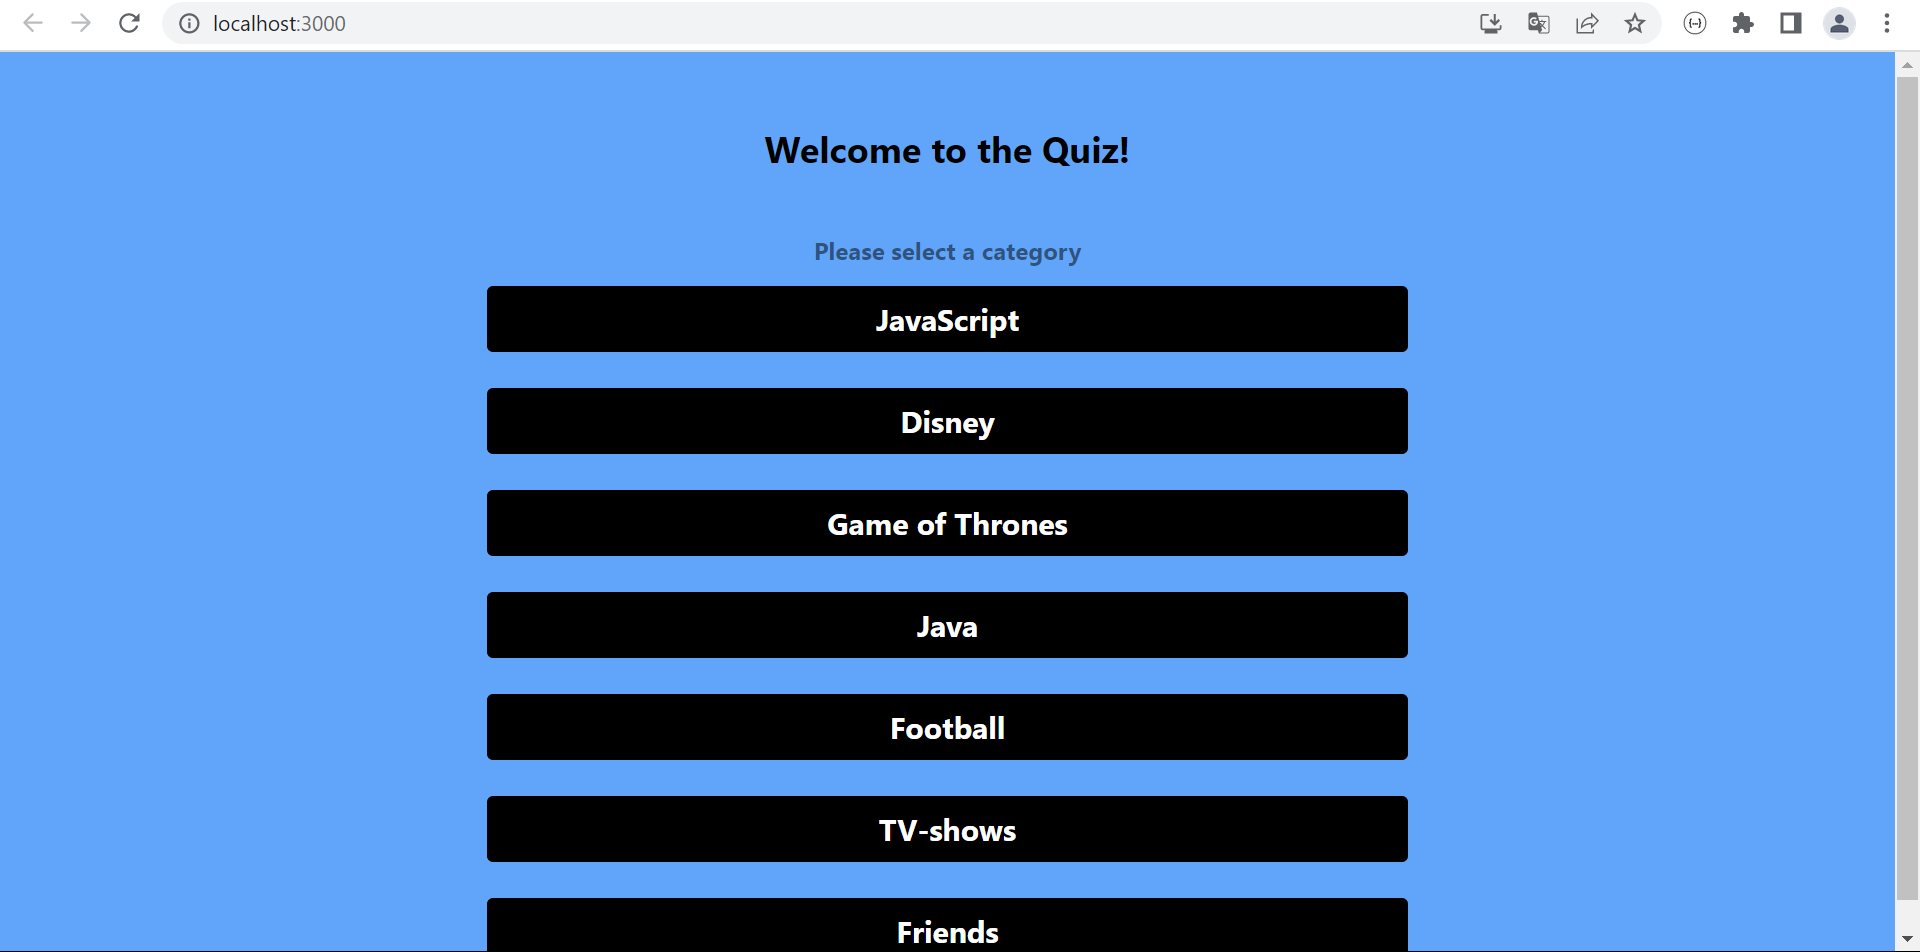 localhost:3000
Welcome to the Quiz!
Please select a category
JavaScript
Disney
Game of Thrones
Java
Football
TV-shows
Friends